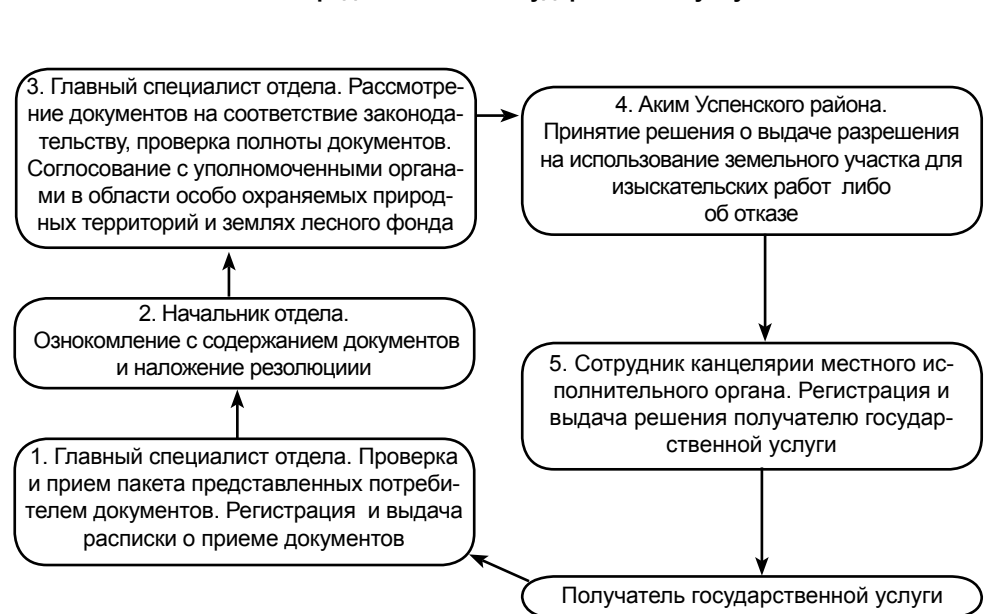 3. Главный специалист отдела. Рассмотре-
ние документов на соответствие законода-
тельству, проверка полноты документов.
Соглосование с уполномоченными органа-
ми в области особо охраняемых природ-
ных территорий и землях лесного фонда
4. Аким Успенского района.
Принятие решения о выдаче разрешения
на использование земельного участка для
изыскательских работ либо
об отказе
2. Начальник отдела.
Ознокомление с содержанием документов
и наложение резолюциии
5. Сотрудник канцелярии местного ис-
полнительного органа. Регистрация и
выдача решения получателю государ-
ственной услуги
1. Главный специалист отдела. Проверка
и прием пакета представленных потреби-
телем документов. Регистрация и выдача
расписки о приеме документов
Получатель государственной услуги